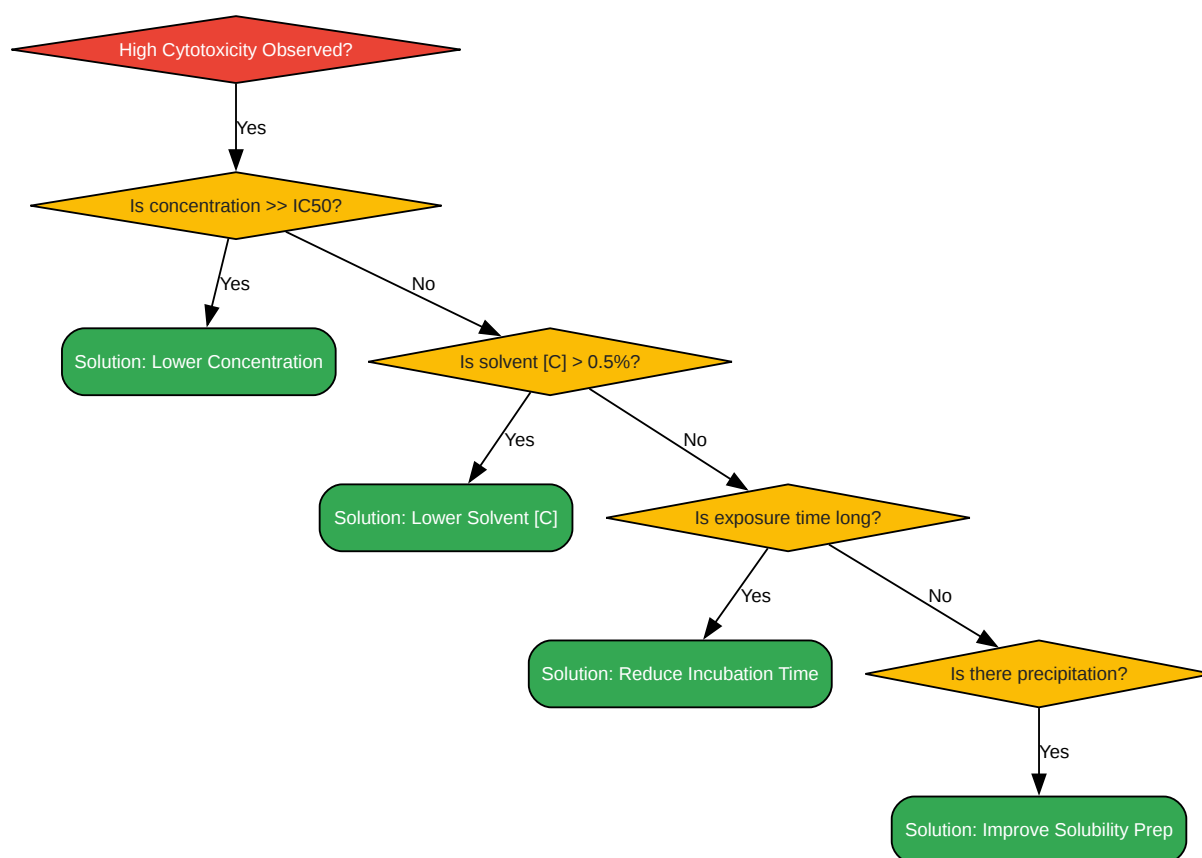 High Cytotoxicity Observed?
Yes
Is concentration >> IC50?
Yes
No
Solution: Lower Concentration
Is solvent [C] > 0.5%?
Yes
No
Solution: Lower Solvent [C]
Is exposure time long?
Yes
No
Solution: Reduce Incubation Time
Is there precipitation?
Yes
Solution: Improve Solubility Prep